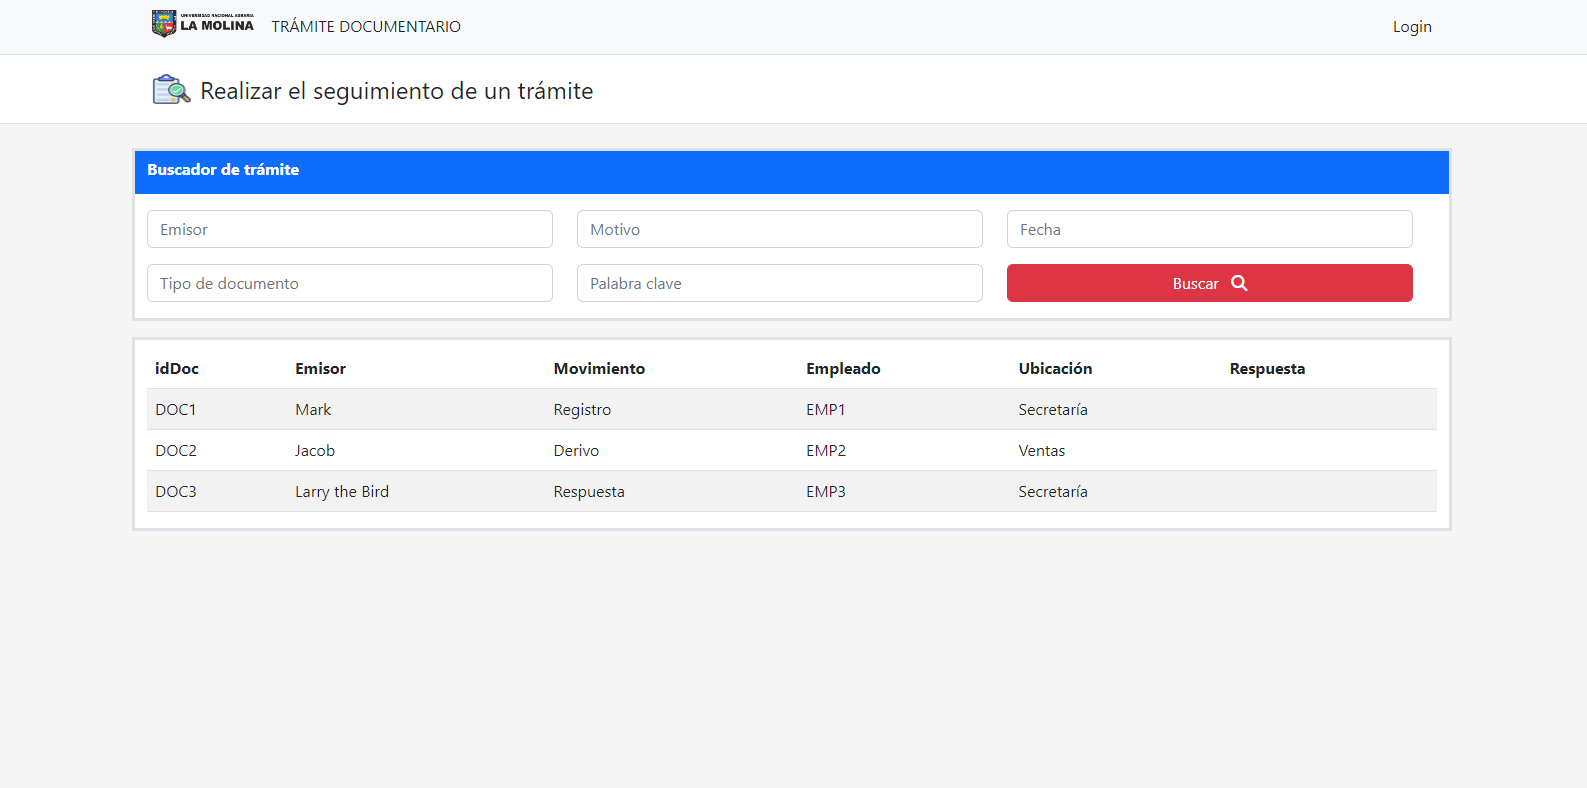 UNIVERSIDAD NACIONAL AGRARIA
LA MOLINA
TRÁMITE DOCUMENTARIO
Login
Realizar el seguimiento de un trámite
Buscador de trámite
Emisor Motivo Fecha
Tipo de documento Palabra clave Buscar
idDoc Emisor Movimiento Empleado Ubicación Respuesta
DOC1 Mark Registro EMP1 Secretaría
DOC2 Jacob Derivo EMP2 Ventas
DOC3 Larry the Bird Respuesta EMP3 Secretaría